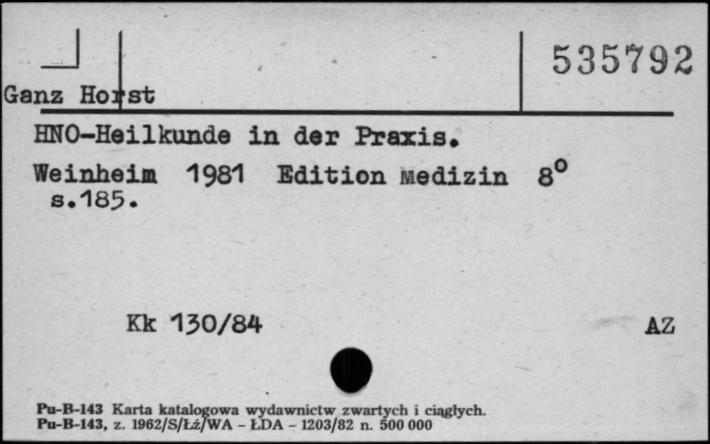 535792
Ganz Horst
HNO-Heilkunde in der Praxis.
Weinheim 1981 Edition Medizin 8°
s.185.
Kk 130/84
AZ
Pu-B-143 Karta katalogowa wydawnictw zwartych i ciągłych.
Pu-B-143, z. 1962/S/Łź/WA - ŁDA - 1203/82 n. 500 000